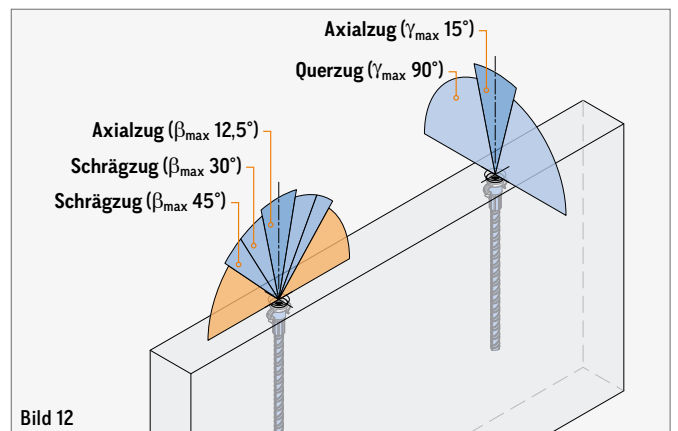 Axialzug (γmax 15°)
Querzug (γmax 90°)
Axialzug (βmax 12,5°)
Schrägzug (βmax 30°)
Schrägzug (βmax 45°)
Bild 12